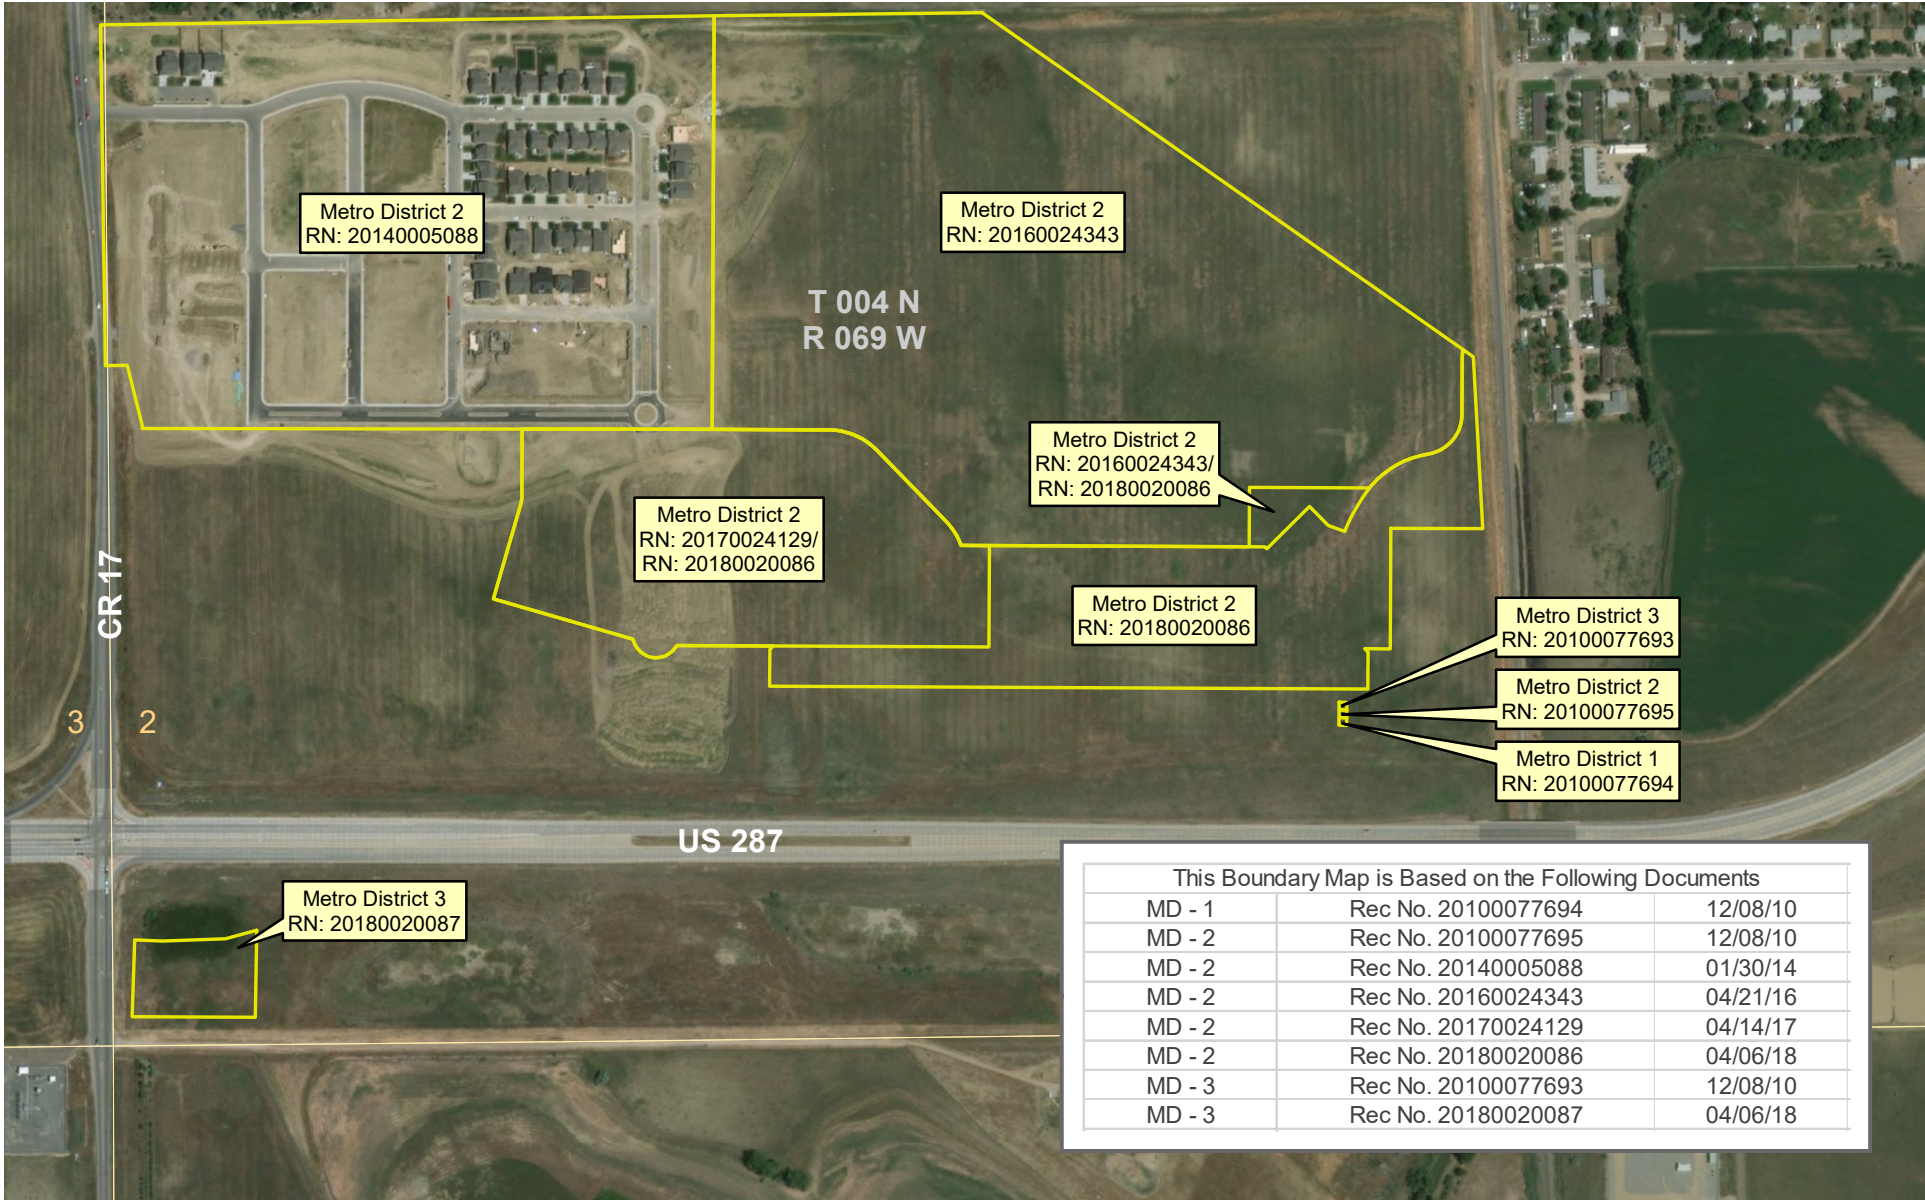 Metro District 2
RN: 20140005088
Metro District 2
RN: 20160024343
T 004 N
R 069 W
Metro District 2
RN: 20160024343/
RN: 20180020086
Metro District 2
RN: 20170024129/
RN: 20180020086
CR 17
Metro District 2
RN: 20180020086
Metro District 3
RN: 20100077693
Metro District 2
RN: 20100077695
Metro District 1
RN: 20100077694
3 2
US 287
Metro District 3
RN: 20180020087
This Boundary Map is Based on the Following Documents
MD - 1 Rec No. 20100077694 12/08/10
MD - 2 Rec No. 20100077695 12/08/10
MD - 2 Rec No. 20140005088 01/30/14
MD - 2 Rec No. 20160024343 04/21/16
MD - 2 Rec No. 20170024129 04/14/17
MD - 2 Rec No. 20180020086 04/06/18
MD - 3 Rec No. 20100077693 12/08/10
MD - 3 Rec No. 20180020087 04/06/18